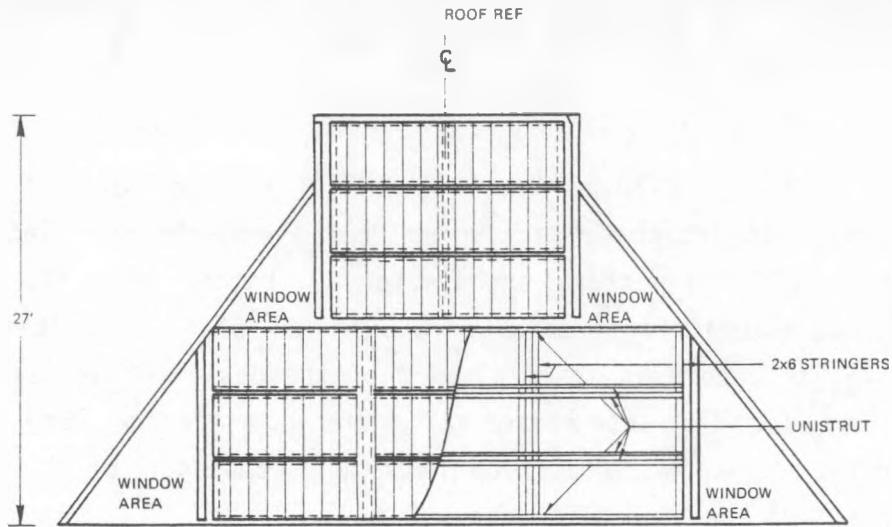 ROOF REF
℄
27'
WINDOW
AREA
WINDOW
AREA
2x6 STRINGERS
UNISTRUT
WINDOW
AREA
WINDOW
AREA